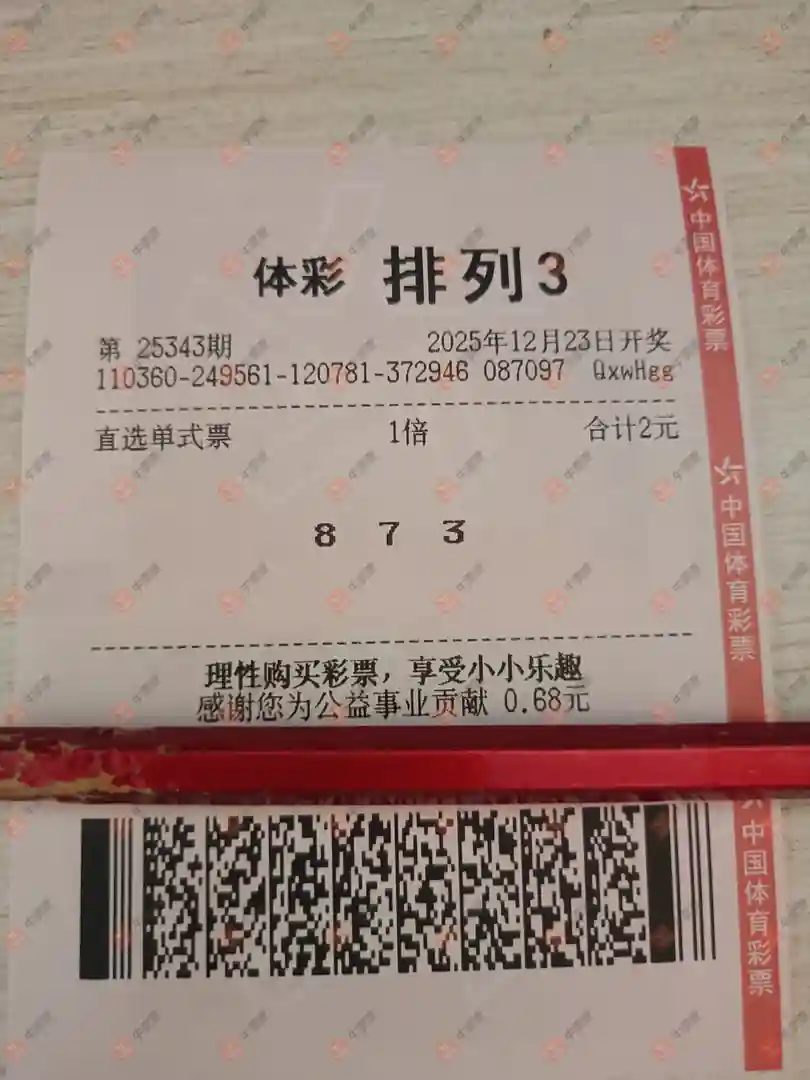 体彩 排列3
第 25343期 2025年12月23日开奖
110360-249561-120781-372946 087097 QxwHgg
直选单式票 1倍 合计2元
8 7 3
理性购买彩票，享受小小乐趣
感谢您为公益事业贡献 0.68元
中国体育彩票
中国体育彩票
中国体育彩票